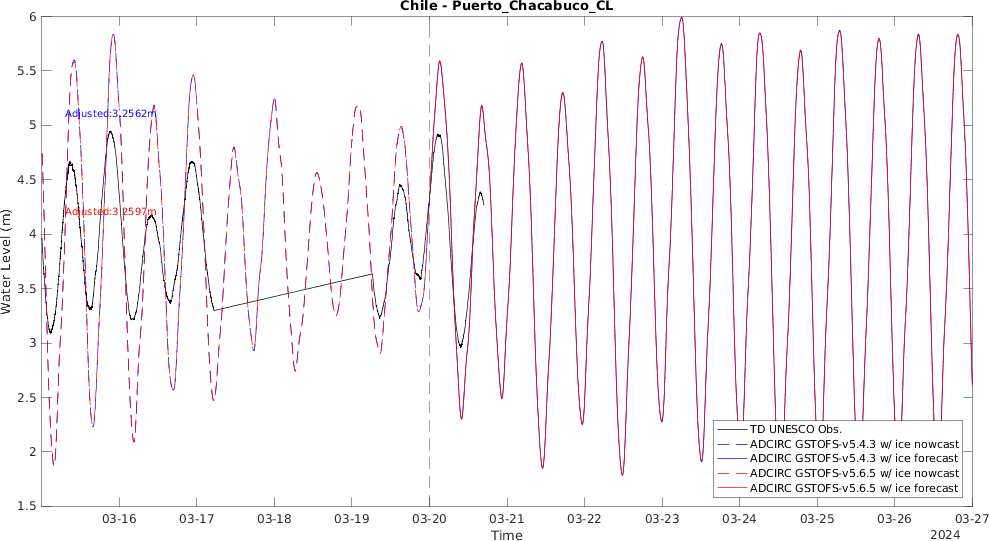 Chile - Puerto_Chacabuco_CL
6
5.5
5
4.5
4
3.5
3
2.5
2
1.5
Water Level (m)
Adjusted:3.2562m
Adjusted:3.2597m
TD UNESCO Obs.
ADCIRC GSTOFS-v5.4.3 w/ ice nowcast
ADCIRC GSTOFS-v5.4.3 w/ ice forecast
ADCIRC GSTOFS-v5.6.5 w/ ice nowcast
ADCIRC GSTOFS-v5.6.5 w/ ice forecast
03-16 03-17 03-18 03-19 03-20 03-21 03-22 03-23 03-24 03-25 03-26 03-27
Time
2024